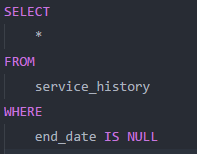 SELECT
    *
FROM
    service_history
WHERE
    end_date IS NULL